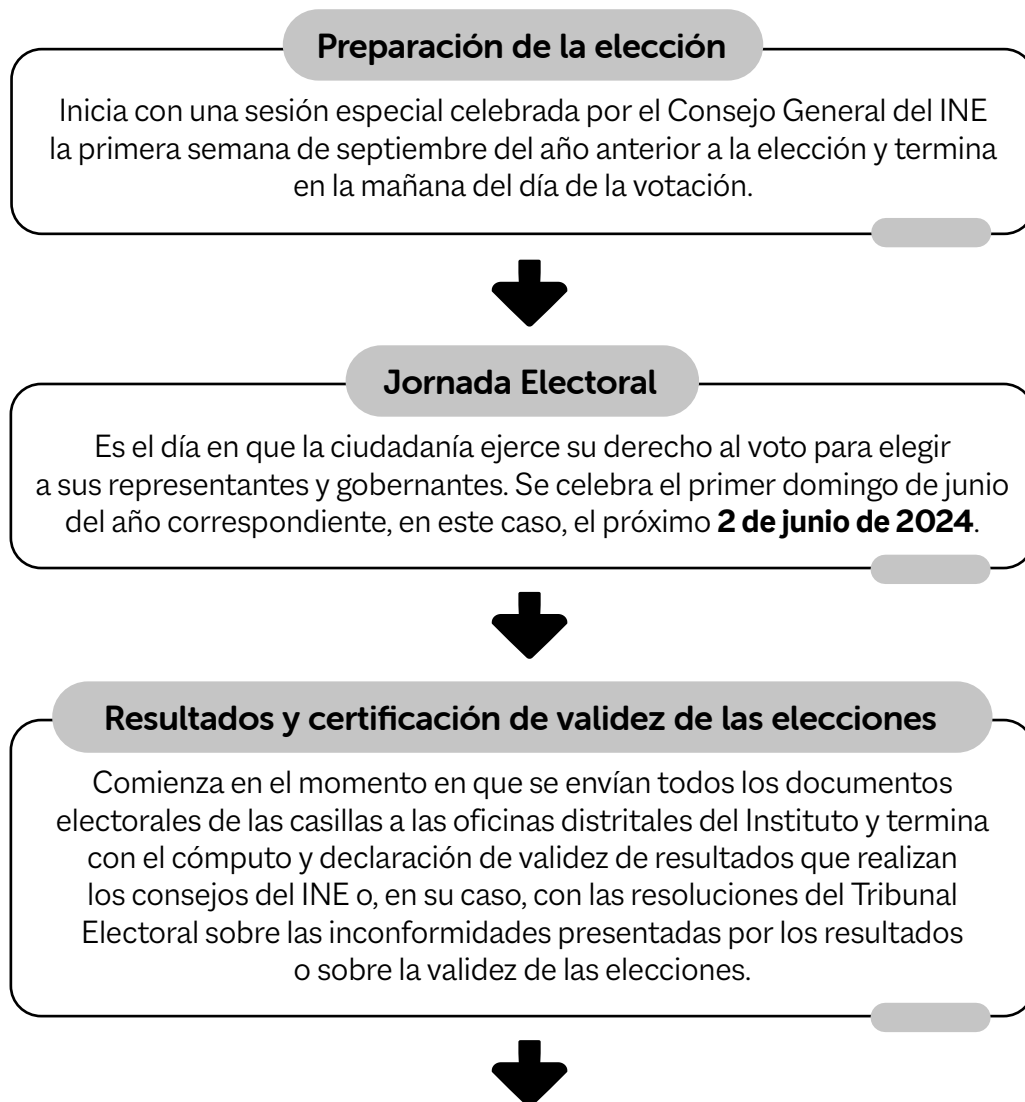 Preparación de la elección
Inicia con una sesión especial celebrada por el Consejo General del INE
la primera semana de septiembre del año anterior a la elección y termina
en la mañana del día de la votación.
Jornada Electoral
Es el día en que la ciudadanía ejerce su derecho al voto para elegir
a sus representantes y gobernantes. Se celebra el primer domingo de junio
del año correspondiente, en este caso, el próximo 2 de junio de 2024.
Resultados y certificación de validez de las elecciones
Comienza en el momento en que se envían todos los documentos
electorales de las casillas a las oficinas distritales del Instituto y termina
con el cómputo y declaración de validez de resultados que realizan
los consejos del INE o, en su caso, con las resoluciones del Tribunal
Electoral sobre las inconformidades presentadas por los resultados
o sobre la validez de las elecciones.